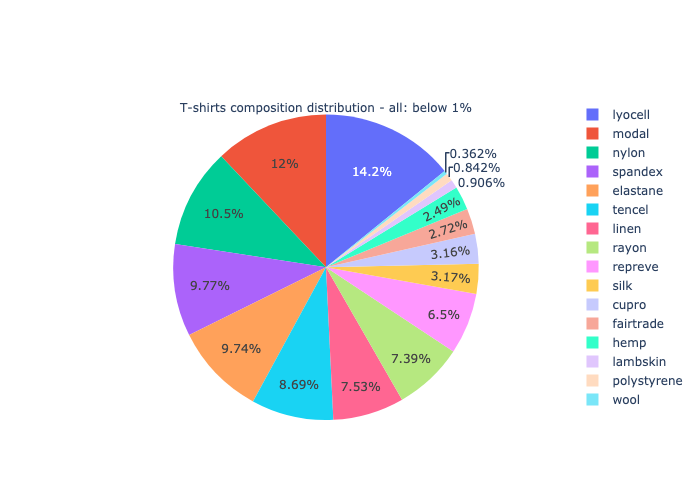 T-shirts composition distribution - all: below 1%
14.2%
0.362%
0.842%
0.906%
2.49%
2.72%
3.16%
3.17%
6.5%
7.39%
7.53%
8.69%
9.74%
9.77%
10.5%
12%
lyocell
modal
nylon
spandex
elastane
tencel
linen
rayon
repreve
silk
cupro
fairtrade
hemp
lambskin
polystyrene
wool